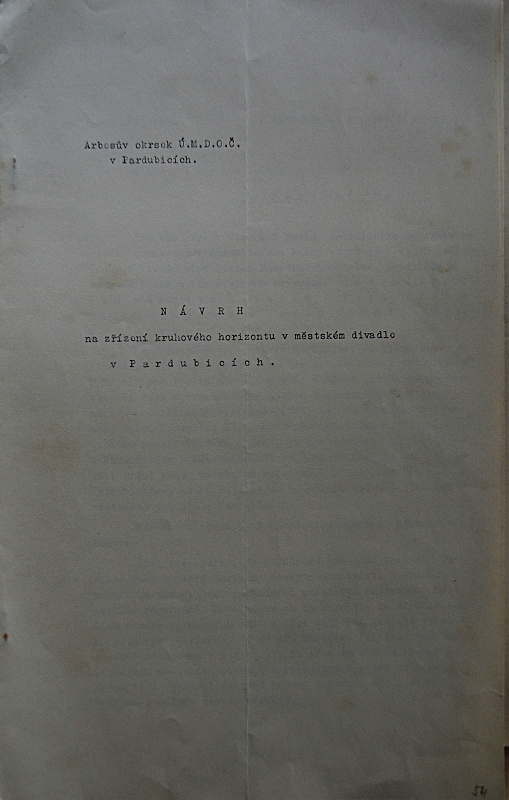 Arbesův okrsek Ú.M.D.O.Č.
v Pardubicích.
N Á V R H
na zřízení kruhového horizontu v městském divadle
v P a r d u b i c í c h .
54